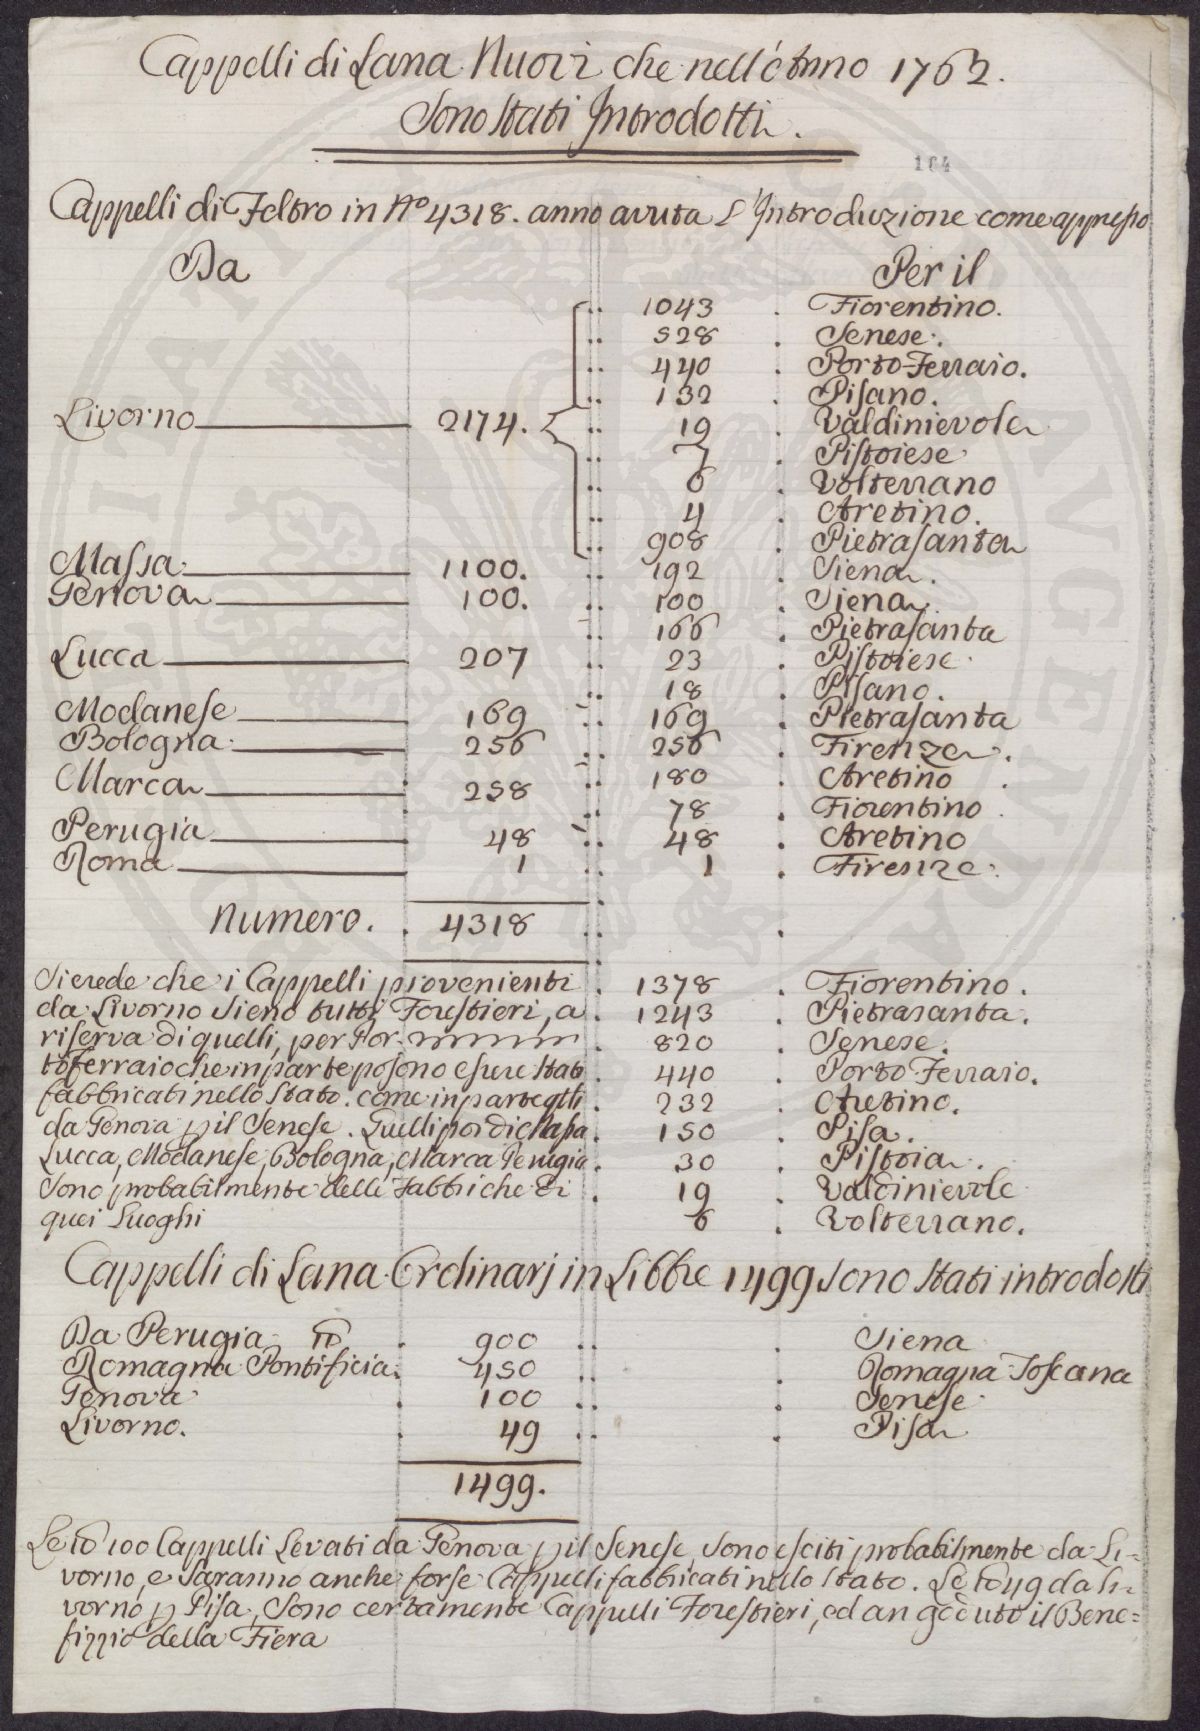 Cappelli di Lana Nuovi che nell'Anno 1762.
Sono Stati Introdotti.
164
Cappelli di Feltro in No 4318. anno avuta l'Introduzione come appresso
Da Per il
1043 Fiorentino.
528 Senese.
440 Porto-Ferraio.
132 Pisano.
Livorno 2174. 19 Valdinievole
7 Pistoiese
6 Volterrano
4 Aretino.
908 Pietrasanta
Massa 1100. 192 Siena.
Genova 100. 100 Siena
166 Pietrasanta
Lucca 207 23 Pistoiese
18 Pisano.
Modanese 169 169 Pietrasanta
Bologna 256 256 Firenze.
Marca 258 180 Aretino
78 Fiorentino
Perugia 48 48 Aretino
Roma 1 1 Firenze.
Numero. 4318
Si crede che i Cappelli provenienti 1378 Fiorentino.
da Livorno Sieno tutti Forestieri, a 1243 Pietrasanta.
riserva di quelli, per Por- 820 Senese.
toferraio che in parte posono esere Stati 440 Porto Ferraio.
fabbricati nello Stato. come in parte glli 232 Aretino.
da Genova p il Senese. Quelli poi di Massa 150 Pisa.
Lucca, Modanese, Bologna, Marca Perugia 30 Pistoia.
Sono probabilmente delle Fabbriche di 19 Valdinievole
quei Luoghi 6 Volterrano.
Cappelli di Lana Ordinarj in Libbre 1499 Sono Stati introdotti
Da Perugia lb 900 Siena
Romagna Pontificia. 450 Romagna Toscana
Genova 100 Senese
Livorno. 49 Pisa
1499.
Le lb 100 Cappelli Levati da Genova p il Senese, Sono esciti probabilmente da Li-
vorno, e Saranno anche forse Cappelli fabbricati nello Stato. Le lb 49 da Li-
vorno p Pisa, Sono certamente Cappelli Forestieri, ed an goduto il Bene=
fizzio della Fiera